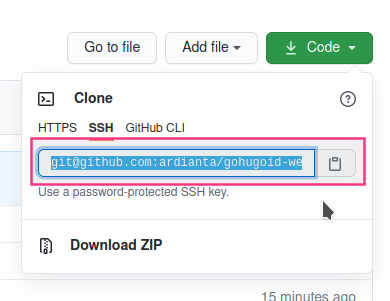 Go to file
Add file
Code
Clone
HTTPS SSH GitHub CLI
git@github.com:ardianta/gohugoid-we
Use a password-protected SSH key.
Download ZIP
15 minutes ago